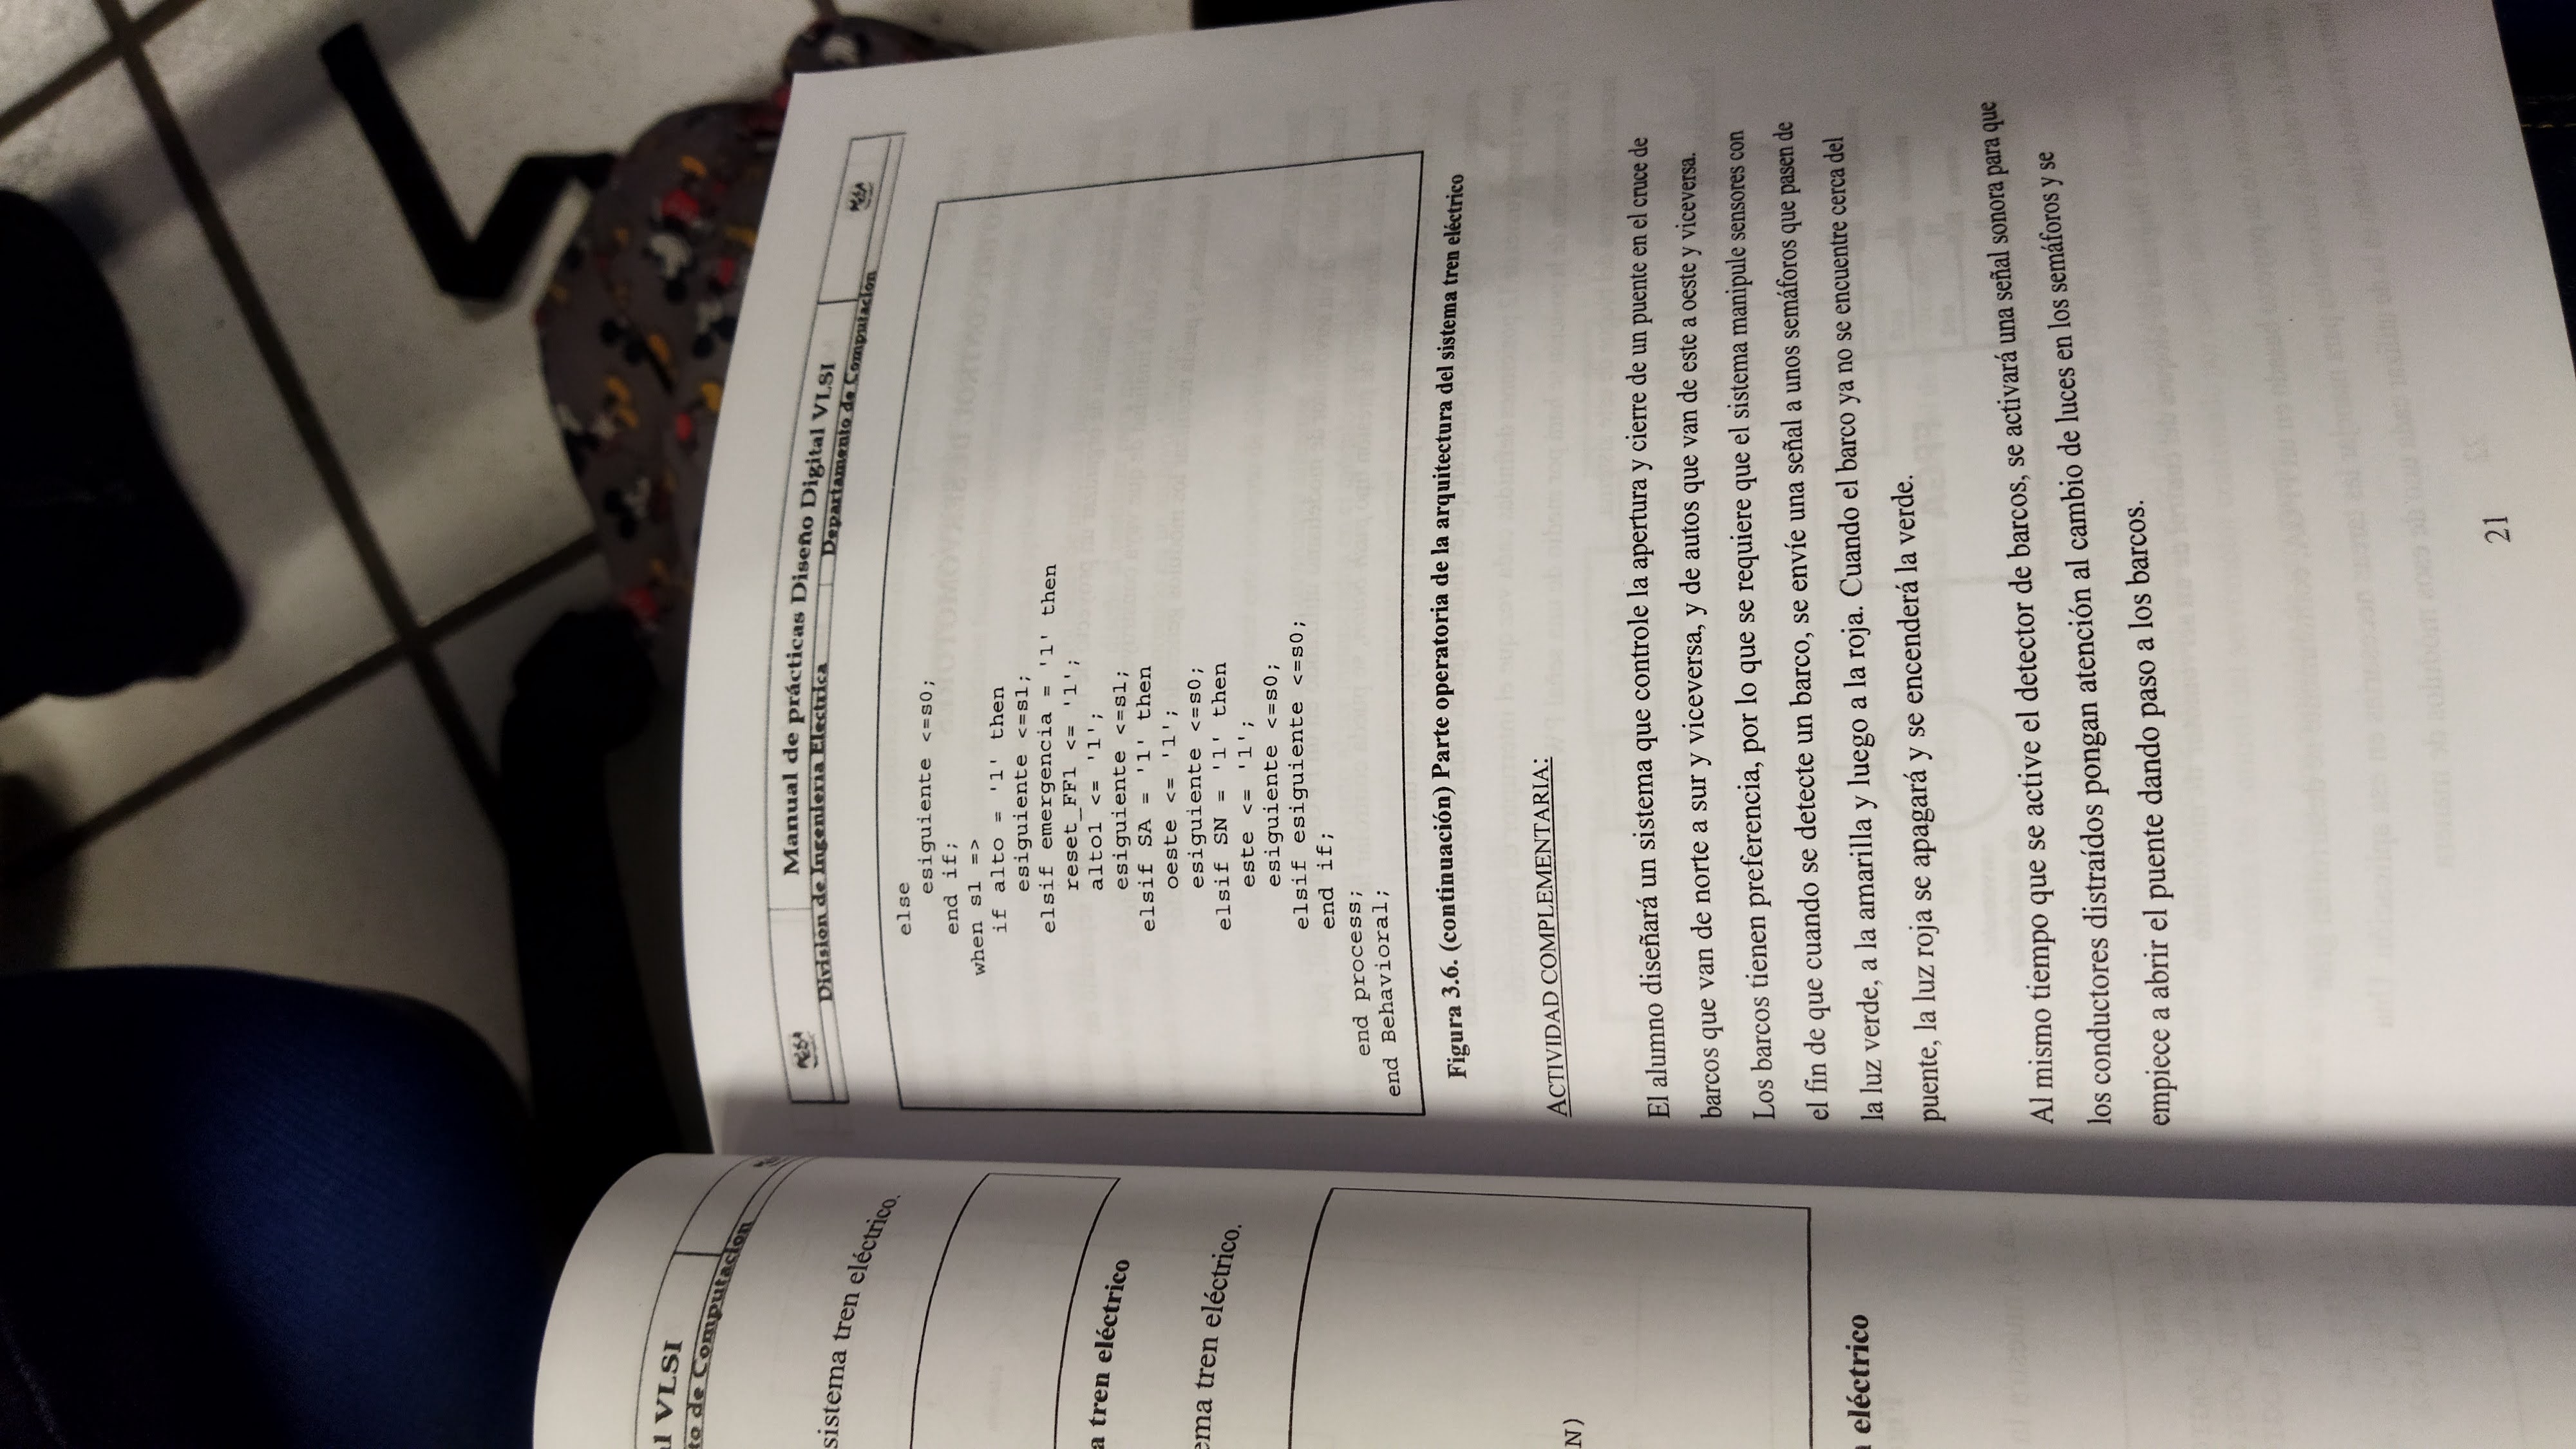 al VLSI
to de Computación
sistema tren eléctrico.
a tren eléctrico
ema tren eléctrico.
N)
eléctrico
Manual de prácticas Diseño Digital VLSI
División de Ingeniería Eléctrica Departamento de Computación
else
esiguiente <=s0;
end if;
when s1 =>
if alto = '1' then
esiguiente <=s1;
elsif emergencia = '1' then
reset_FF1 <= '1';
alto1 <= '1';
esiguiente <=s1;
elsif SA = '1' then
oeste <= '1';
esiguiente <=s0;
elsif SN = '1' then
este <= '1';
esiguiente <=s0;
elsif esiguiente <=s0;
end if;
end process;
end Behavioral;
Figura 3.6. (continuación) Parte operatoria de la arquitectura del sistema tren eléctrico
ACTIVIDAD COMPLEMENTARIA:
El alumno diseñará un sistema que controle la apertura y cierre de un puente en el cruce de
barcos que van de norte a sur y viceversa, y de autos que van de este a oeste y viceversa.
Los barcos tienen preferencia, por lo que se requiere que el sistema manipule sensores con
el fin de que cuando se detecte un barco, se envíe una señal a unos semáforos que pasen de
la luz verde, a la amarilla y luego a la roja. Cuando el barco ya no se encuentre cerca del
puente, la luz roja se apagará y se encenderá la verde.
Al mismo tiempo que se active el detector de barcos, se activará una señal sonora para que
los conductores distraídos pongan atención al cambio de luces en los semáforos y se
empiece a abrir el puente dando paso a los barcos.
21